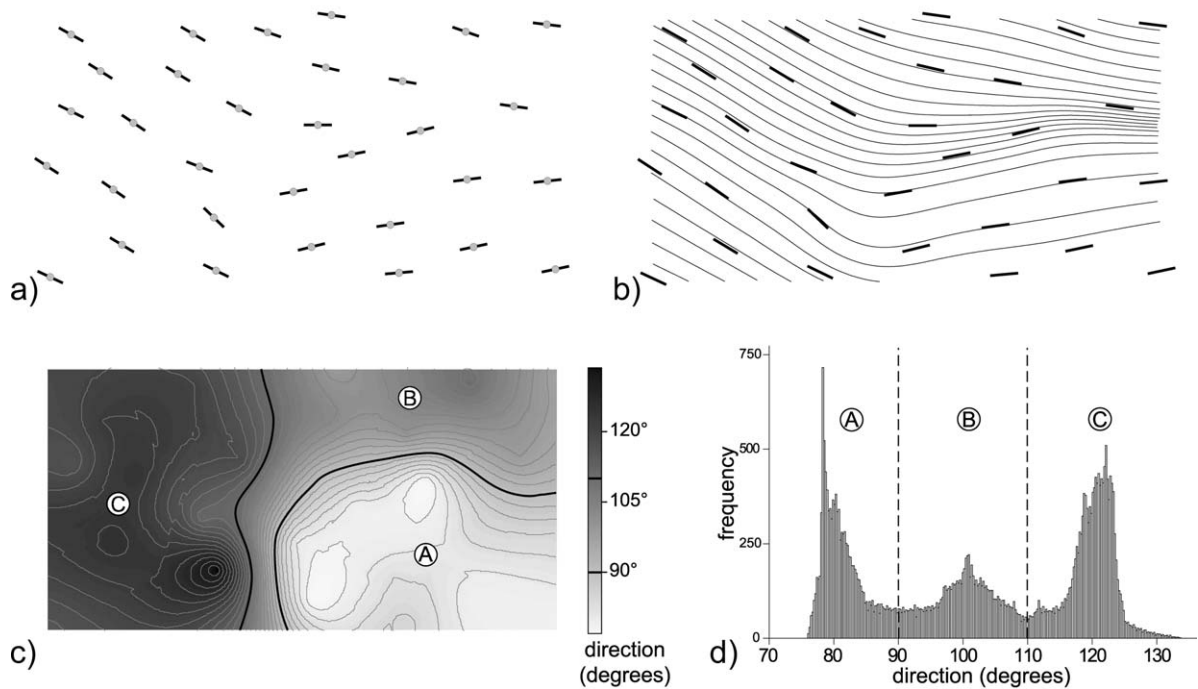 a)
b)
c)
C
B
A
120°
105°
90°
direction
(degrees)
d)
frequency
750
500
250
0
A
B
C
70 80 90 100 110 120 130
direction (degrees)